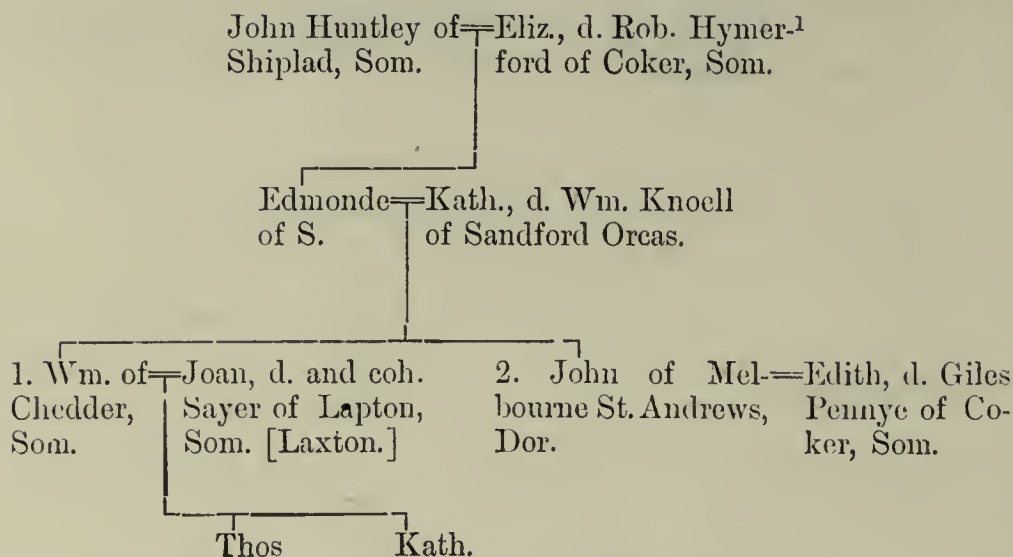 John Huntley of Eliz., d. Rob. Hymer-1
Shiplad, Som. ford of Coker, Som.
Edmonde Kath., d. Wm. Knoell
of S. of Sandford Orcas.
1. Wm. of Joan, d. and coh. 2. John of Mel- Edith, d. Giles
Chedder, Sayer of Lapton, bourne St. Andrews, Pennye of Co-
Som. Som. [Laxton.] Dor. ker, Som.
Thos Kath.